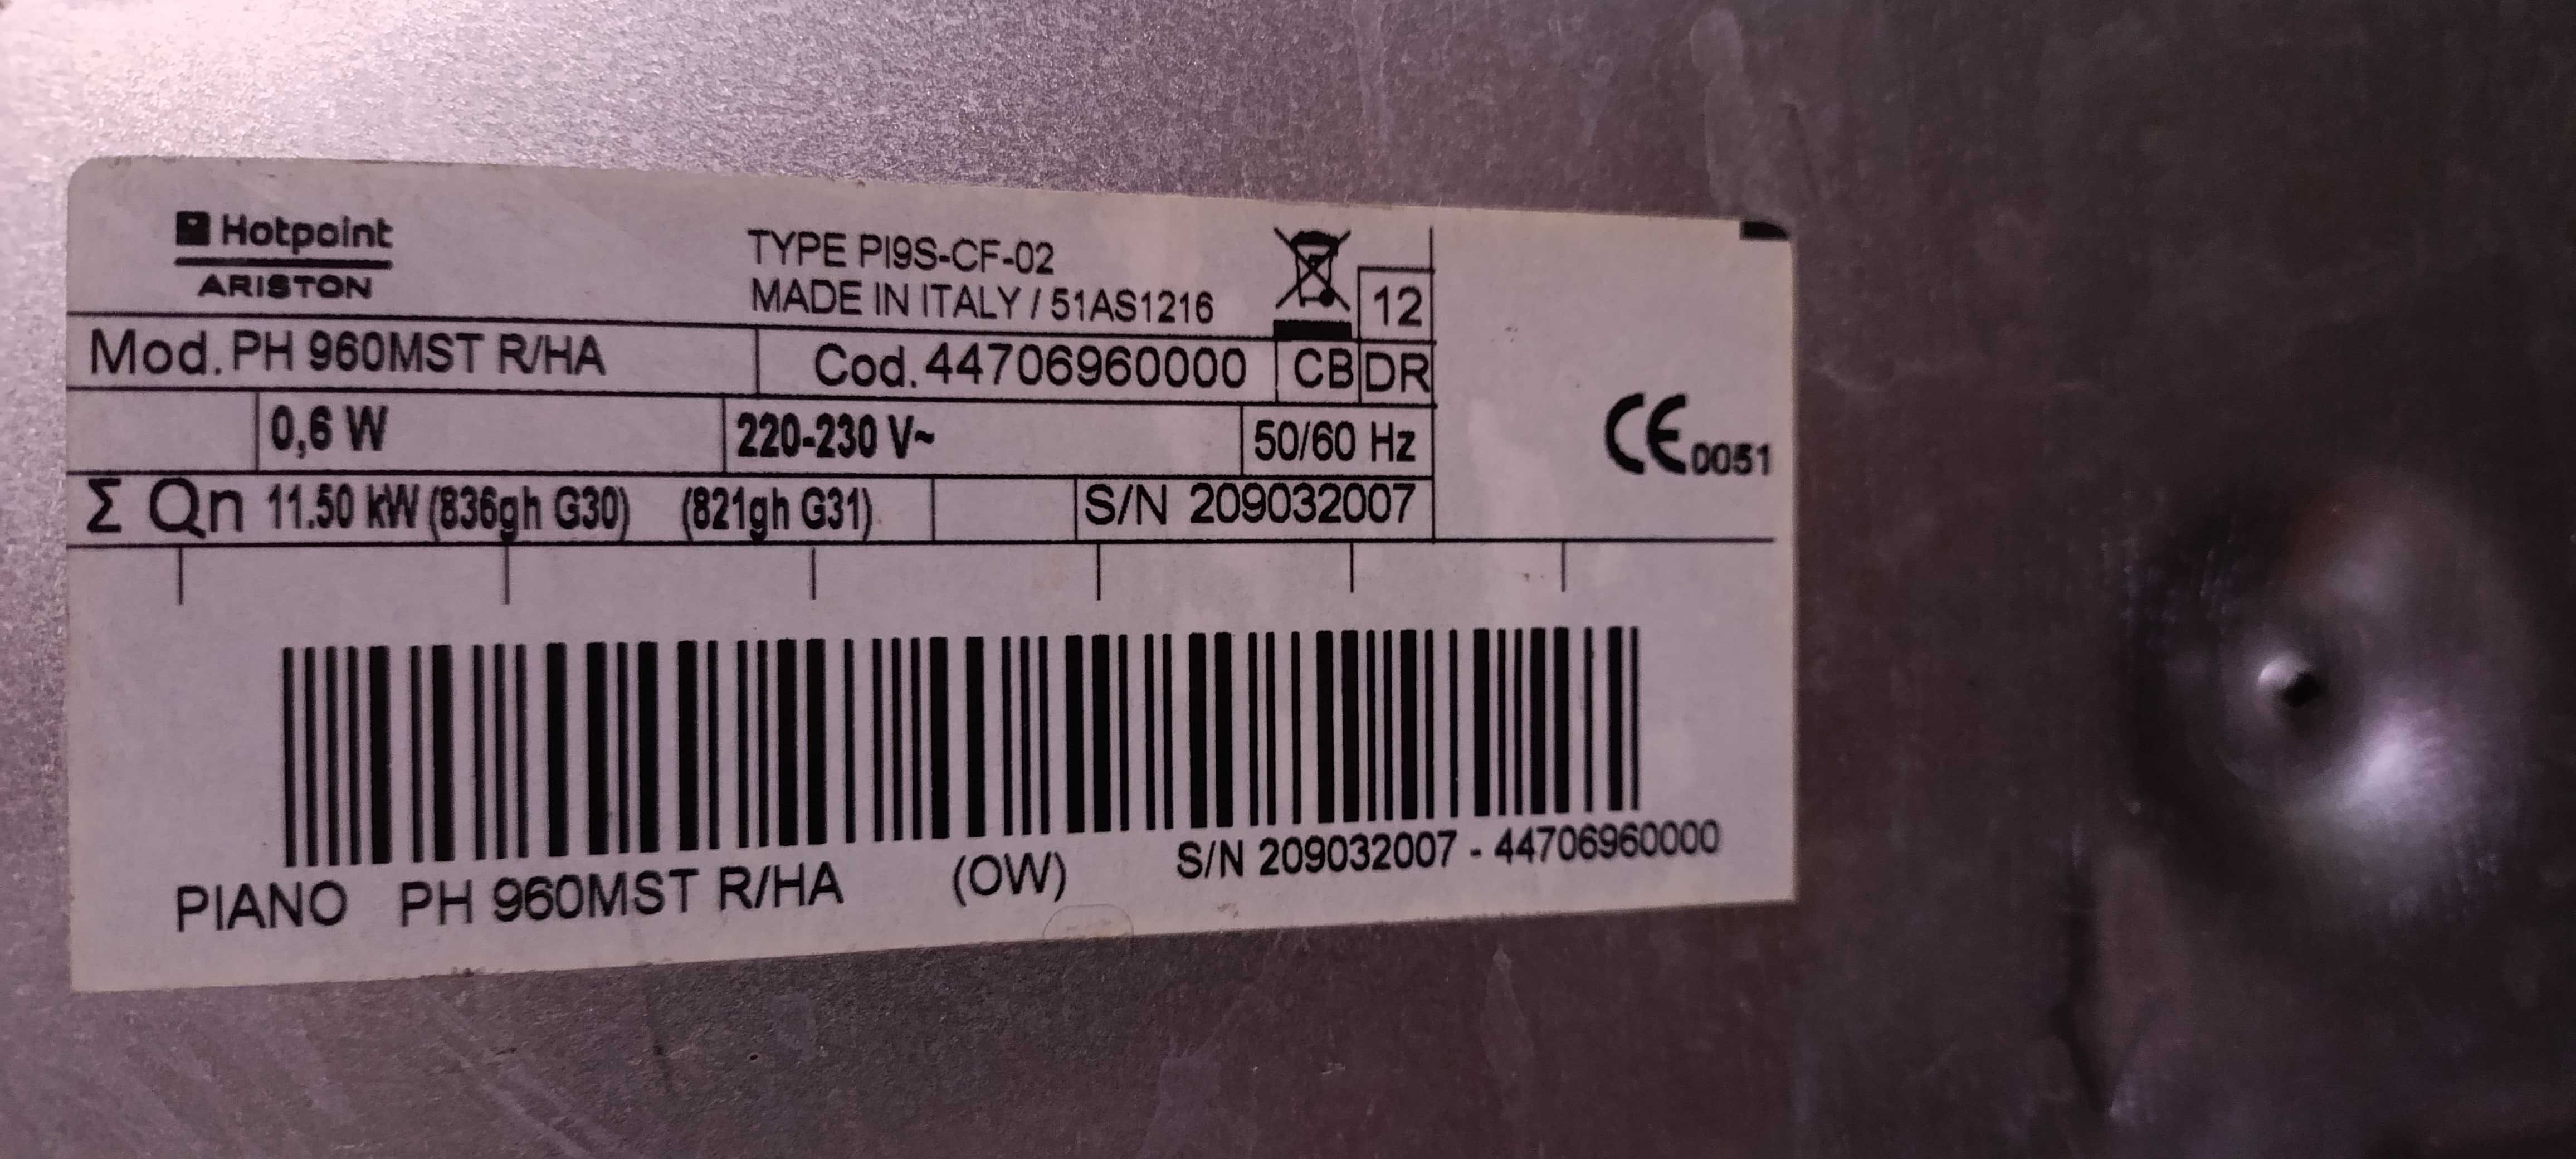 Hotpoint
ARISTON
TYPE PI9S-CF-02
MADE IN ITALY / 51AS1216
12
Mod. PH 960MST R/HA
Cod. 44706960000
CB DR
0,6 W
220-230 V~
50/60 Hz
CE 0051
Σ Qn 11.50 kW (836gh G30) (821gh G31)
S/N 209032007
PIANO PH 960MST R/HA (OW) S/N 209032007 - 44706960000